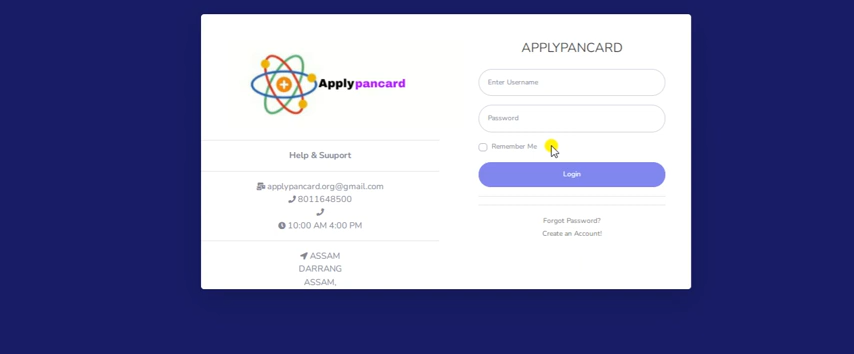 Applypancard
Help & Suupport
applypancard.org@gmail.com
8011648500
10:00 AM 4:00 PM
ASSAM
DARRANG
ASSAM,
APPLYPANCARD
Enter Username
Password
Remember Me
Login
Forgot Password?
Create an Account!